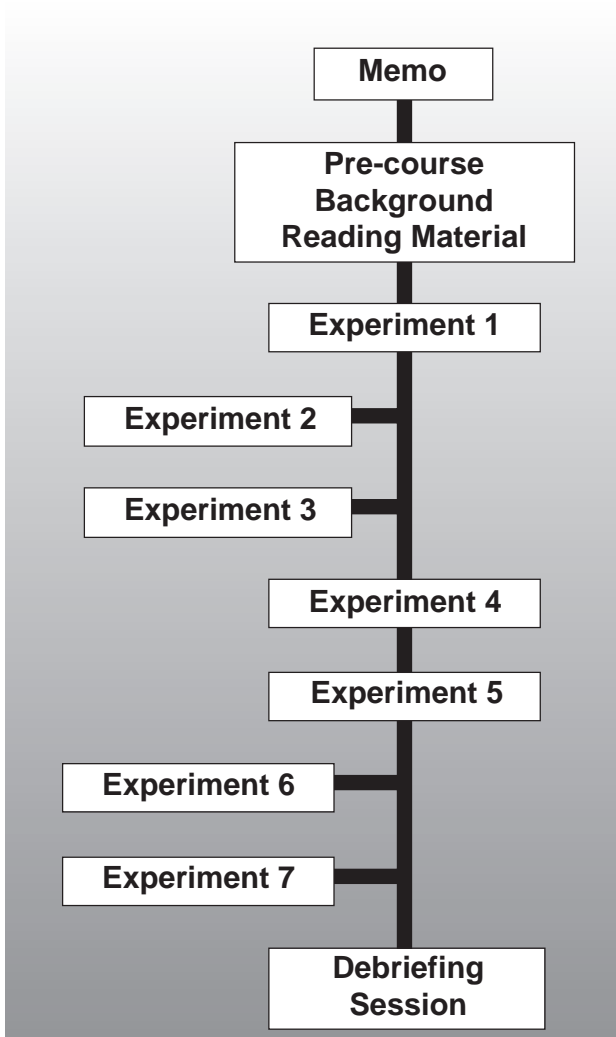 Memo
Pre-course
Background
Reading Material
Experiment 1
Experiment 2
Experiment 3
Experiment 4
Experiment 5
Experiment 6
Experiment 7
Debriefing
Session